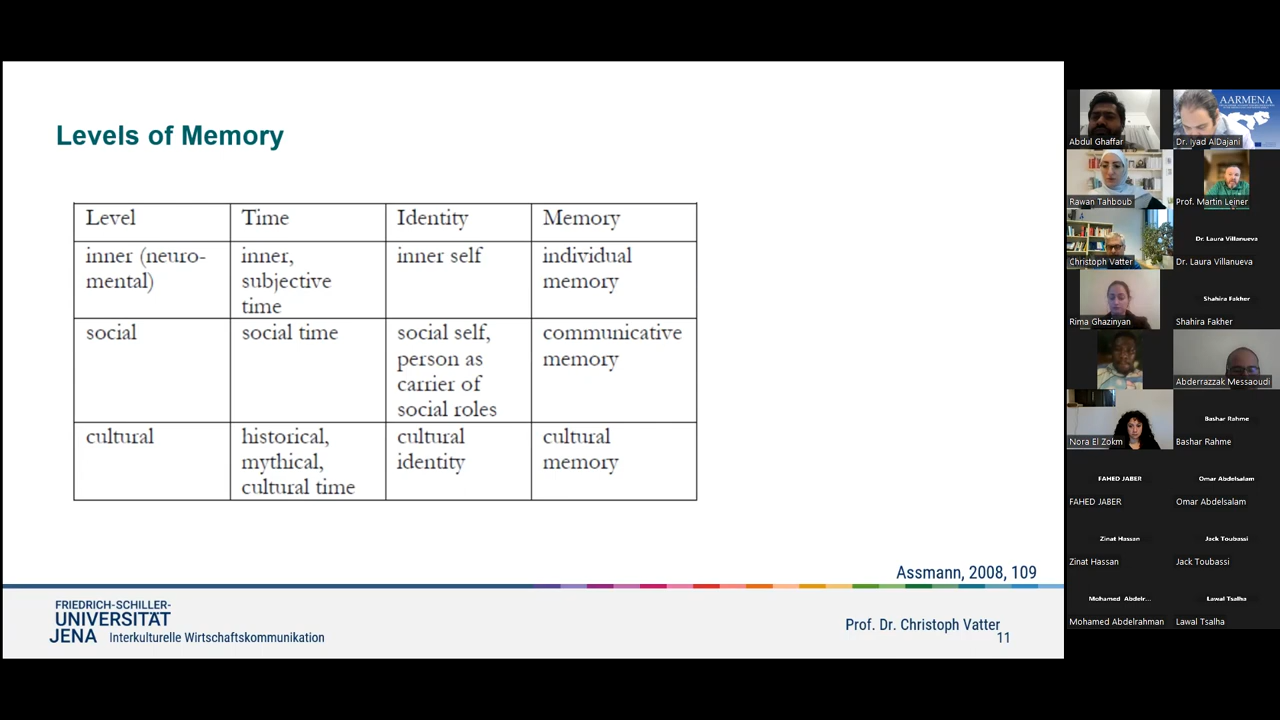 Levels of Memory
Level Time Identity Memory
inner (neuro-
mental)
inner,
subjective
time
inner self
individual
memory
social
social time
social self,
person as
carrier of
social roles
communicative
memory
cultural
historical,
mythical,
cultural time
cultural
identity
cultural
memory
Assmann, 2008, 109
FRIEDRICH-SCHILLER-
UNIVERSITÄT
JENA Interkulturelle Wirtschaftskommunikation
Prof. Dr. Christoph Vatter
11
AARMENA
Abdul Ghaffar
Dr. Iyad AlDajani
Rawan Tahboub
Prof. Martin Leiner
Dr. Laura Villanueva
Christoph Vatter
Dr. Laura Villanueva
Shahira Fakher
Rima Ghazinyan
Shahira Fakher
Abderrazzak Messaoudi
Bashar Rahme
Nora El Zokm
Bashar Rahme
FAHED JABER
Omar Abdelsalam
FAHED JABER
Omar Abdelsalam
Zinat Hassan
Jack Toubassi
Zinat Hassan
Jack Toubassi
Mohamed Abdelr...
Lawal Tsalha
Mohamed Abdelrahman
Lawal Tsalha